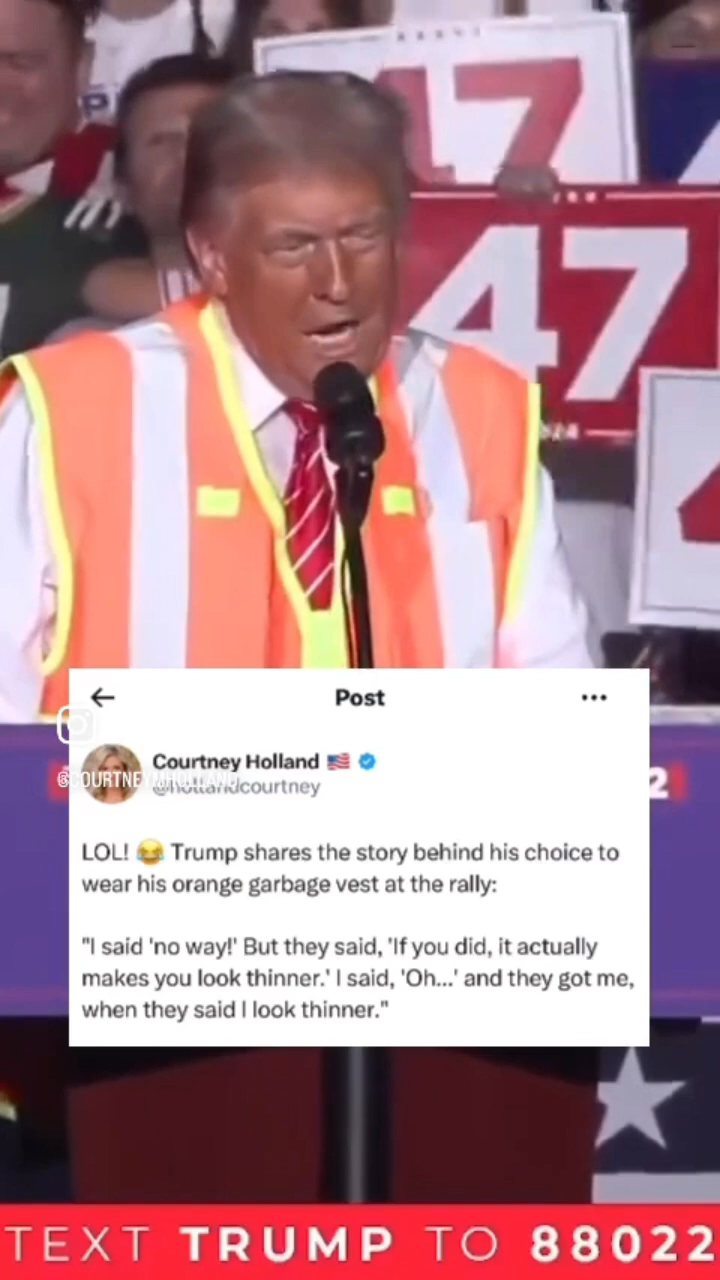 47
47
Post
Courtney Holland 🇺🇸
@COURTNEYMHOLLAND
@hollandcourtney
LOL! 😂 Trump shares the story behind his choice to
wear his orange garbage vest at the rally:
"I said 'no way!' But they said, 'If you did, it actually
makes you look thinner.' I said, 'Oh...' and they got me,
when they said I look thinner."
TEXT TRUMP TO 88022